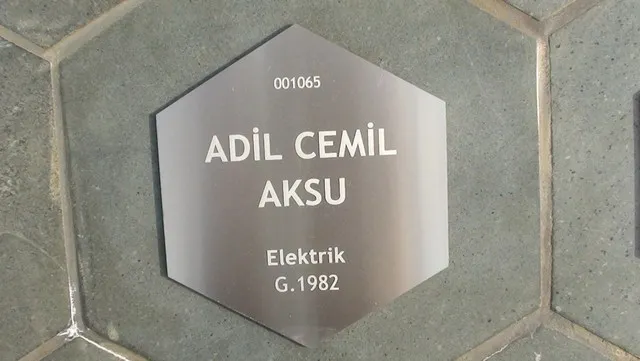 001065
ADİL CEMİL
AKSU
Elektrik
G.1982